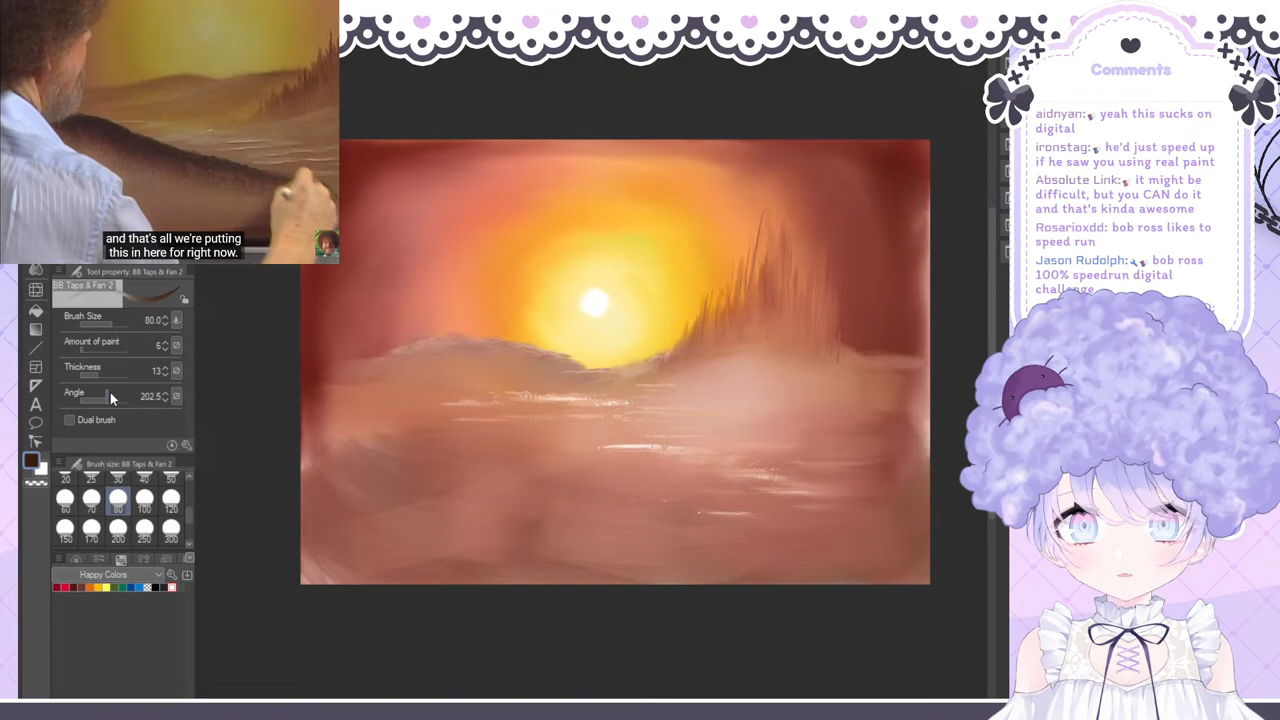 and that's all we're putting
this in here for right now.
Tool property: BB Taps & Fan 2
BB Taps & Fan 2
Brush Size 80.0
Amount of paint 6
Thickness 13
Angle 202.5
Dual brush
Brush size: BB Taps & Fan 2
20 25 30 40 50
60 70 80 100 120
150 170 200 250 300
Happy Colors
A
Comments
aidnyan: yeah this sucks on
digital
ironstag: he'd just speed up
if he saw you using real paint
Absolute Link: it might be
difficult, but you CAN do it
and that's kinda awesome
Rosarioxdd: bob ross likes to
speed run
Jason Rudolph: bob ross
100% speedrun digital
challenge